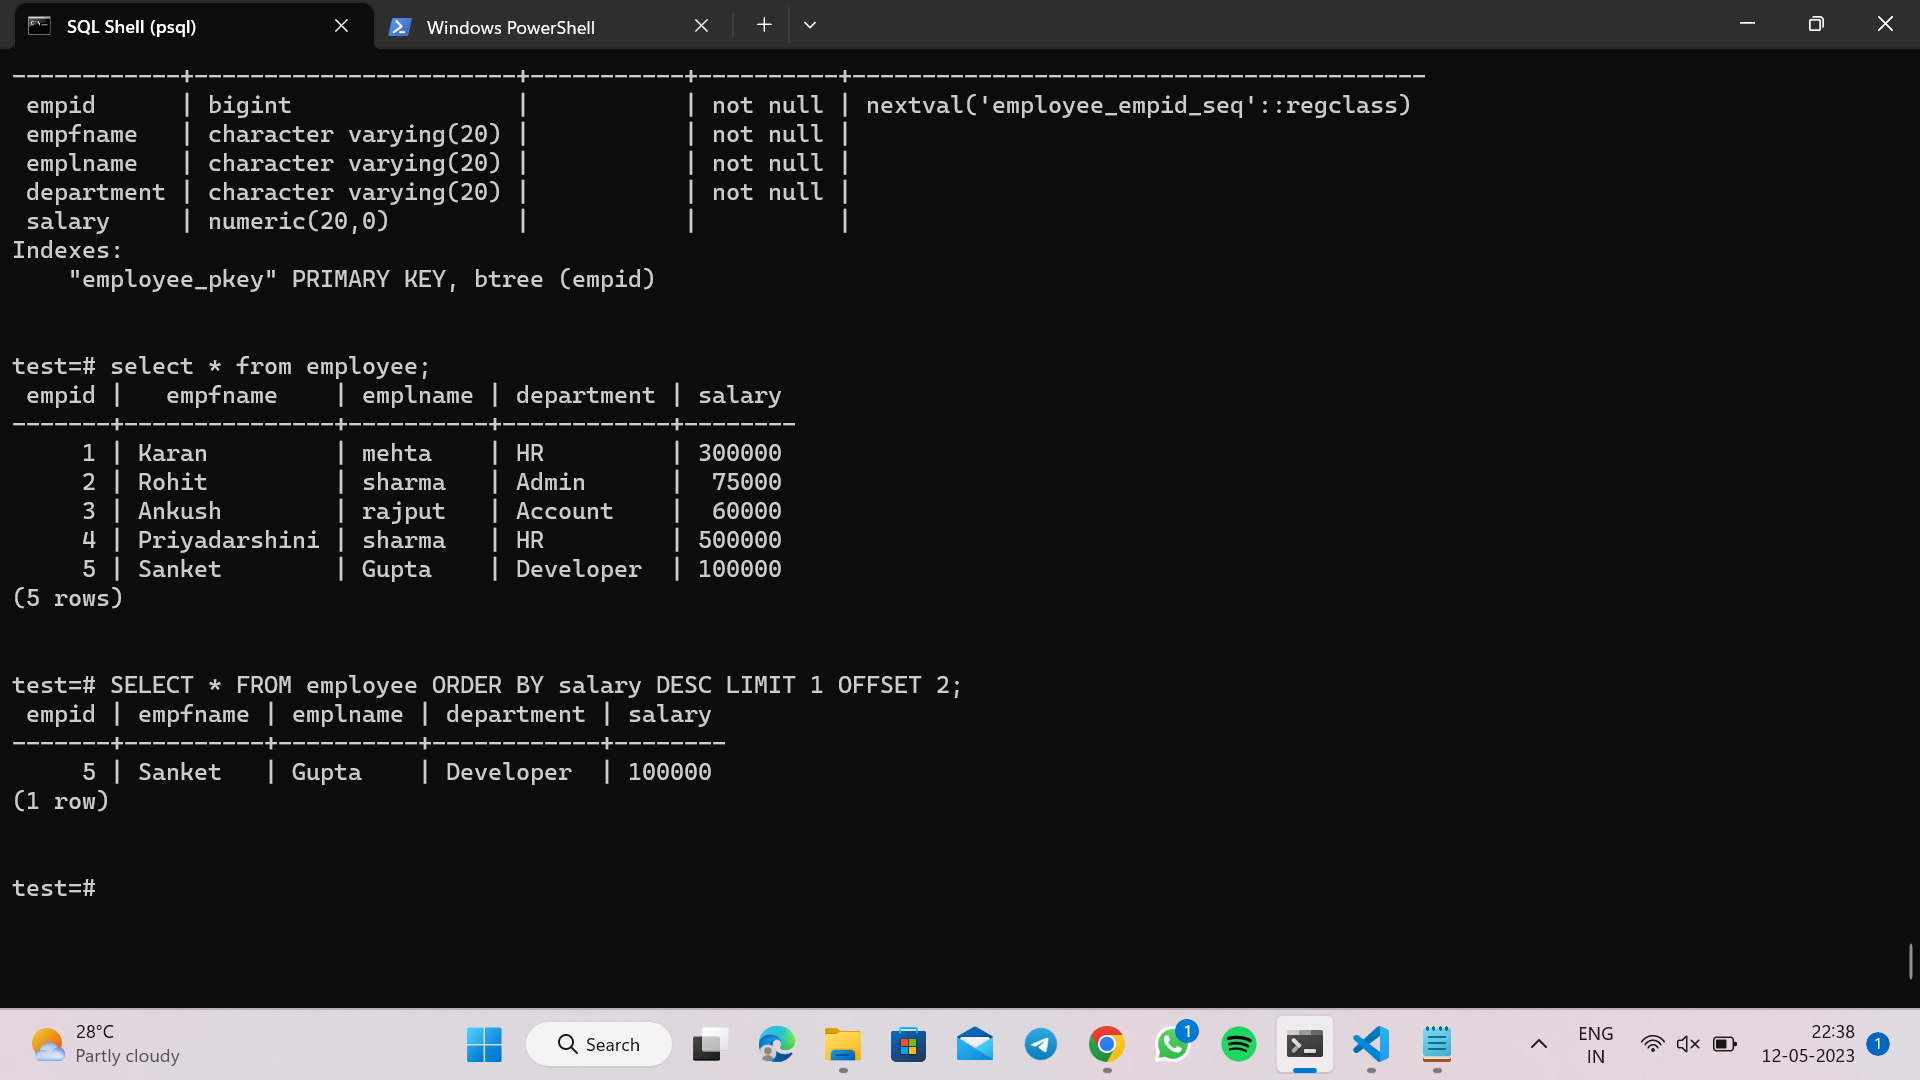 SQL Shell (psql)
Windows PowerShell
------------+-----------------------+-----------+----------+-----------------------------------------
 empid      | bigint                |           | not null | nextval('employee_empid_seq'::regclass)
 empfname   | character varying(20) |           | not null |
 emplname   | character varying(20) |           | not null |
 department | character varying(20) |           | not null |
 salary     | numeric(20,0)         |           |          |
Indexes:
    "employee_pkey" PRIMARY KEY, btree (empid)
test=# select * from employee;
 empid |   empfname    | emplname | department | salary
-------+---------------+----------+------------+--------
     1 | Karan         | mehta    | HR         | 300000
     2 | Rohit         | sharma   | Admin      |  75000
     3 | Ankush        | rajput   | Account    |  60000
     4 | Priyadarshini | sharma   | HR         | 500000
     5 | Sanket        | Gupta    | Developer  | 100000
(5 rows)
test=# SELECT * FROM employee ORDER BY salary DESC LIMIT 1 OFFSET 2;
 empid | empfname | emplname | department | salary
-------+----------+----------+------------+--------
     5 | Sanket   | Gupta    | Developer  | 100000
(1 row)
test=#
28°C
Partly cloudy
Search
1
ENG
IN
22:38
12-05-2023
1